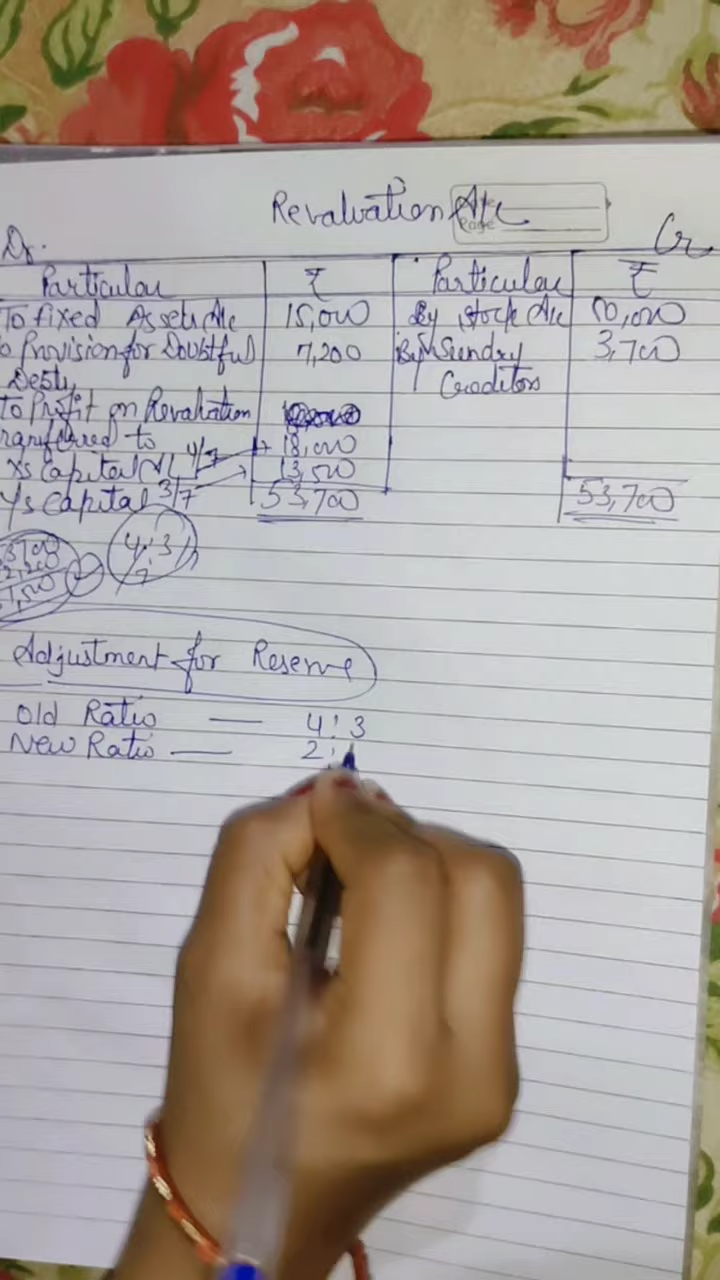 Revaluation A/c
Dr. Cr
Particular ₹ Particular ₹
To fixed Assets A/c 15,000 By Stock A/c 50,000
o Provision for Doubtful 7,200 By Sundry 3,700
Debts Creditors
To Profit on Revaluation
ransferred to 18,000
X's Capital A/c 4/7 13,500
Y's Capital 3/7 53,700 53,700
4:3
7
Adjustment for Reserve
Old Ratio — 4:3
New Ratio — 2: